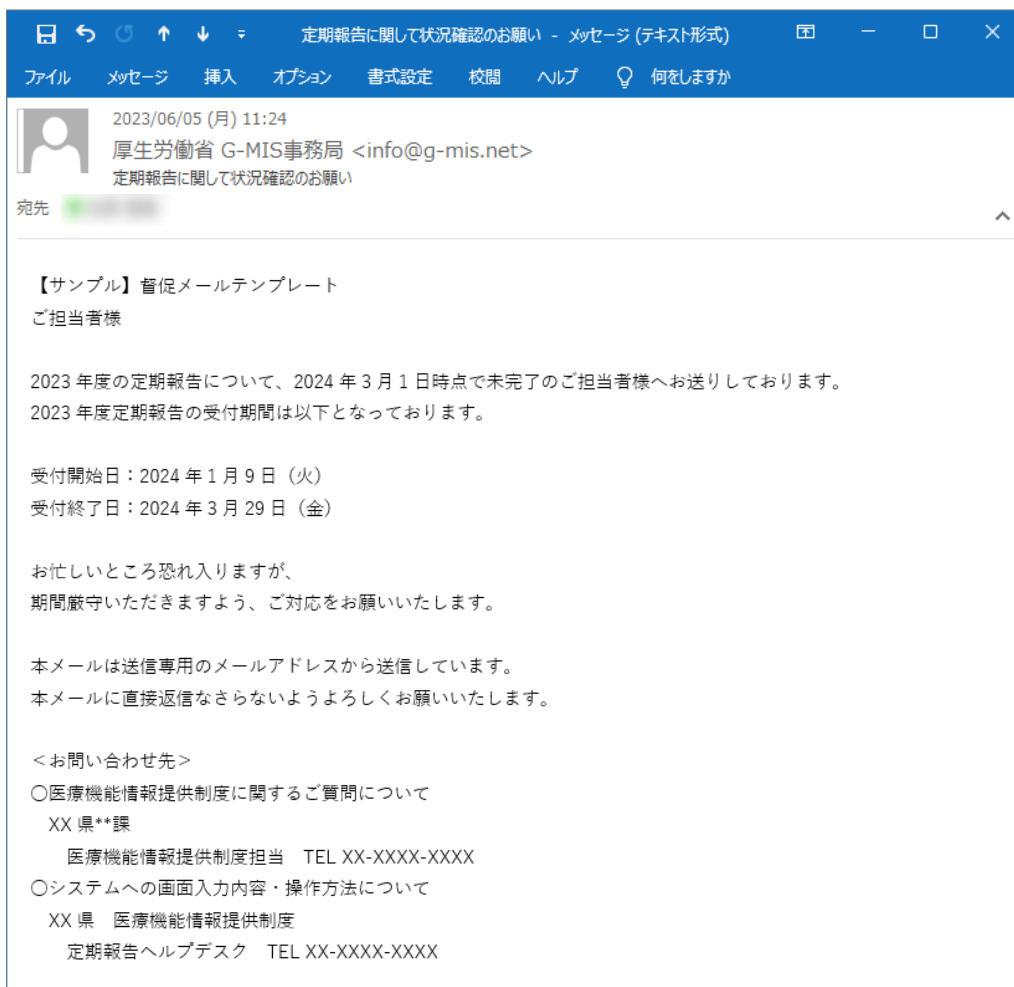 定期報告に関して状況確認のお願い - メッセージ (テキスト形式)
ファイル メッセージ 挿入 オプション 書式設定 校閲 ヘルプ 何をしますか
2023/06/05 (月) 11:24
厚生労働省 G-MIS事務局 <info@g-mis.net>
定期報告に関して状況確認のお願い
宛先
【サンプル】督促メールテンプレート
ご担当者様
2023 年度の定期報告について、2024 年 3 月 1 日時点で未完了のご担当者様へお送りしております。
2023 年度定期報告の受付期間は以下となっております。
受付開始日：2024 年 1 月 9 日（火）
受付終了日：2024 年 3 月 29 日（金）
お忙しいところ恐れ入りますが、
期間厳守いただきますよう、ご対応をお願いいたします。
本メールは送信専用のメールアドレスから送信しています。
本メールに直接返信なさらないようよろしくお願いいたします。
＜お問い合わせ先＞
○医療機能情報提供制度に関するご質問について
XX 県**課
医療機能情報提供制度担当 TEL XX-XXXX-XXXX
○システムへの画面入力内容・操作方法について
XX 県 医療機能情報提供制度
定期報告ヘルプデスク TEL XX-XXXX-XXXX